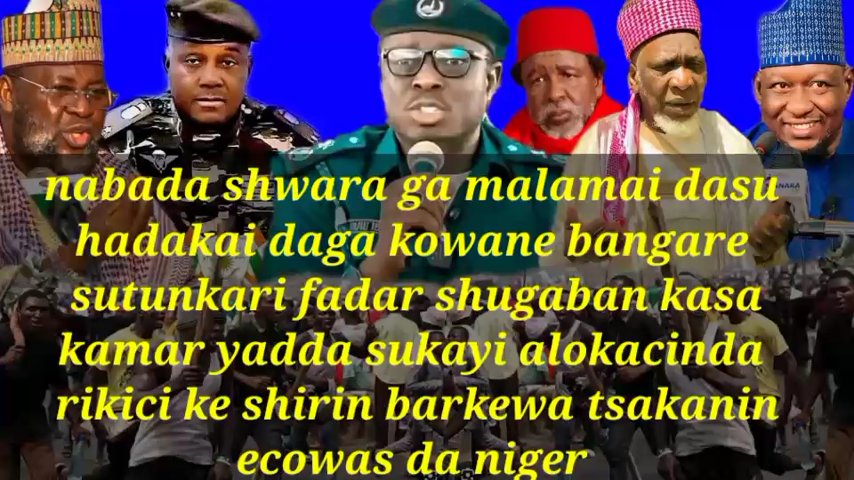 nabada shwara ga malamai dasu
hadakai daga kowane bangare
sutunkari fadar shugaban kasa
kamar yadda sukayi alokacinda
rikici ke shirin barkewa tsakanin
ecowas da niger